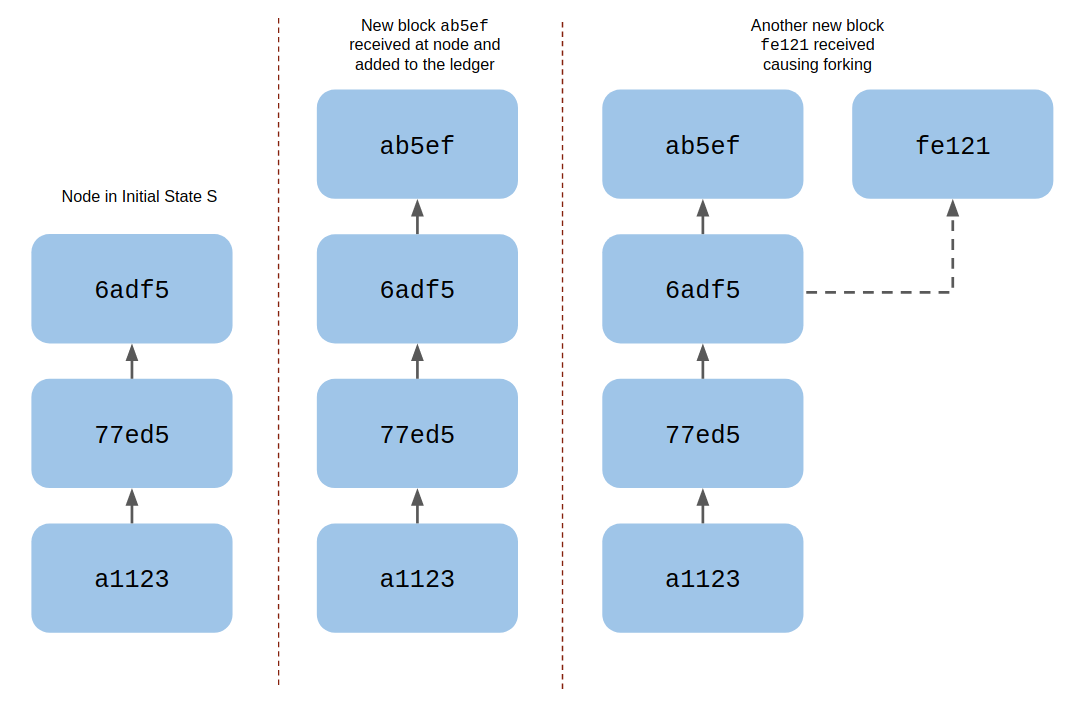 Node in Initial State S
6adf5
77ed5
a1123
New block ab5ef
received at node and
added to the ledger
ab5ef
6adf5
77ed5
a1123
Another new block
fe121 received
causing forking
ab5ef
fe121
6adf5
77ed5
a1123